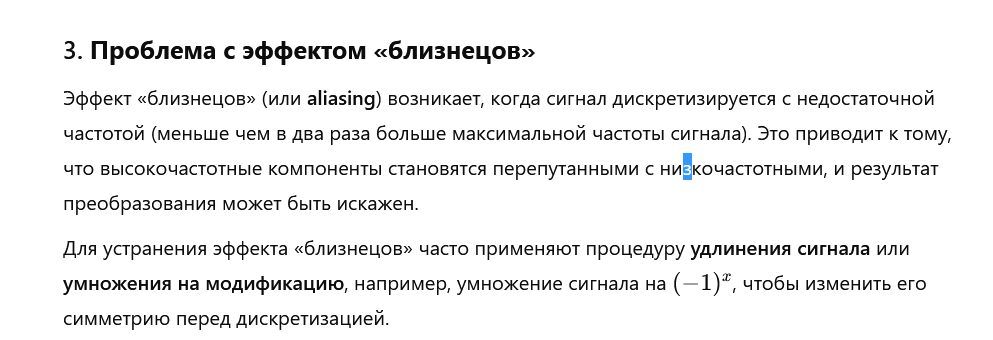 3. Проблема с эффектом «близнецов»
Эффект «близнецов» (или aliasing) возникает, когда сигнал дискретизируется с недостаточной
частотой (меньше чем в два раза больше максимальной частоты сигнала). Это приводит к тому,
что высокочастотные компоненты становятся перепутанными с низкочастотными, и результат
преобразования может быть искажен.
Для устранения эффекта «близнецов» часто применяют процедуру удлинения сигнала или
умножения на модификацию, например, умножение сигнала на (−1)ˣ, чтобы изменить его
симметрию перед дискретизацией.